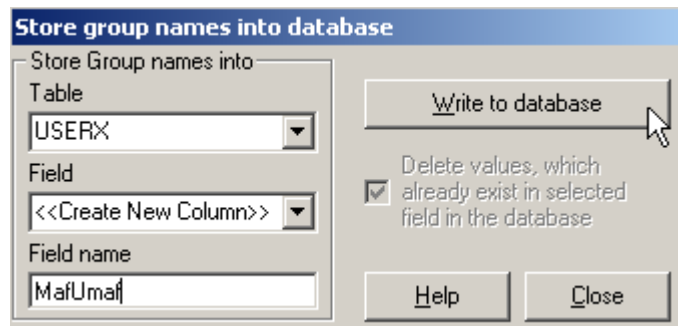 Store group names into database
Store Group names into
Table
USERX
Field
<<Create New Column>>
Field name
MafUmaf
Write to database
Delete values, which
already exist in selected
field in the database
Help
Close